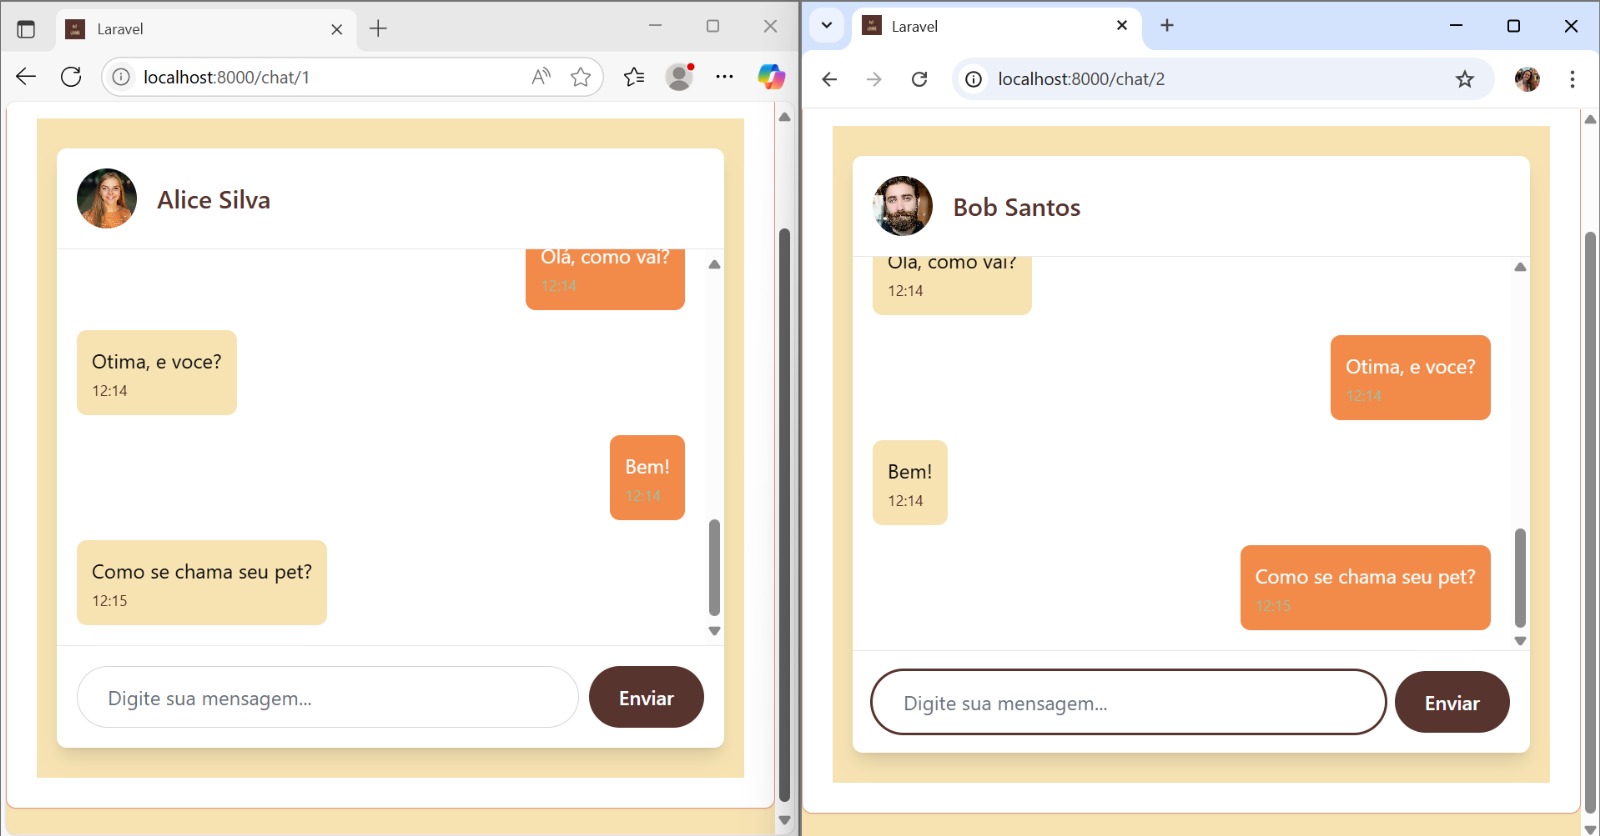 Laravel
localhost:8000/chat/1
Alice Silva
Olá, como vai?
12:14
Otima, e voce?
12:14
Bem!
12:14
Como se chama seu pet?
12:15
Digite sua mensagem...
Enviar
Laravel
localhost:8000/chat/2
Bob Santos
Olá, como vai?
12:14
Otima, e voce?
12:14
Bem!
12:14
Como se chama seu pet?
12:15
Digite sua mensagem...
Enviar